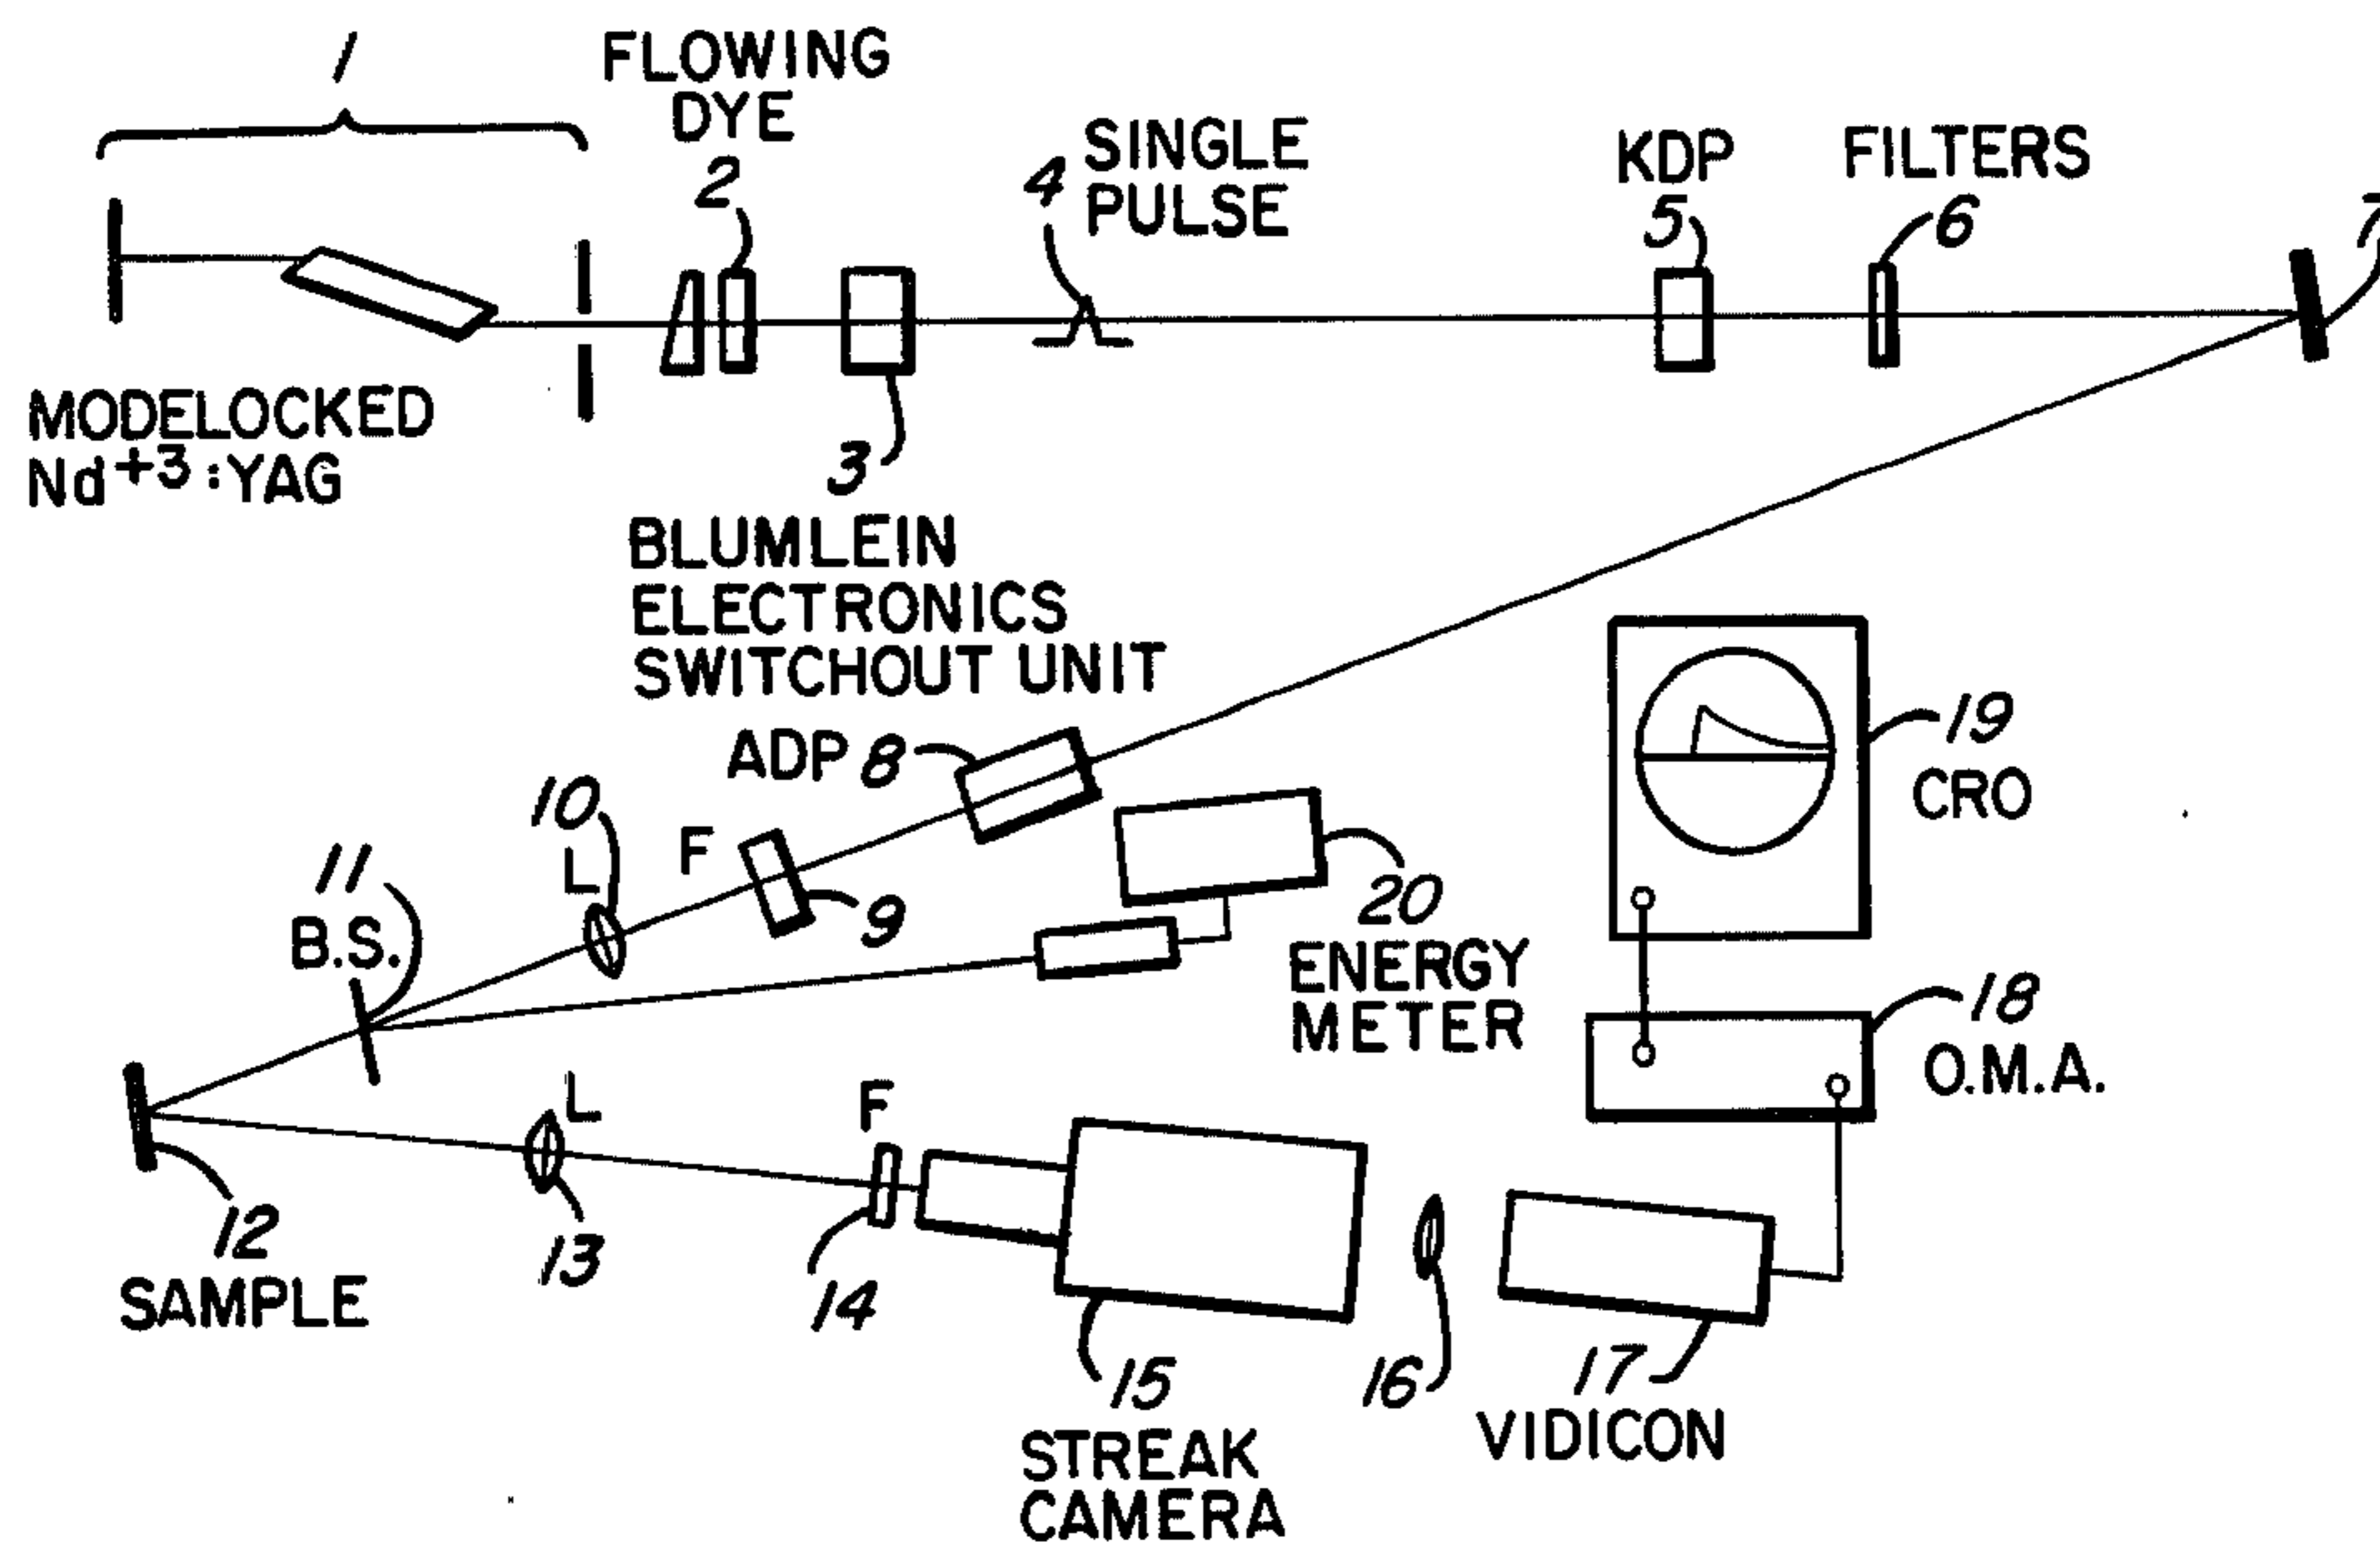 1
FLOWING
DYE
2
4 SINGLE
PULSE
KDP
5
FILTERS
6
MODELOCKED
Nd+3:YAG
3
BLUMLEIN
ELECTRONICS
SWITCHOUT UNIT
ADP 8
10
L
F
9
11
B.S.
20
ENERGY
METER
19
CRO
18
O.M.A.
12
SAMPLE
L
13
F
14
15
STREAK
CAMERA
16
17
VIDICON